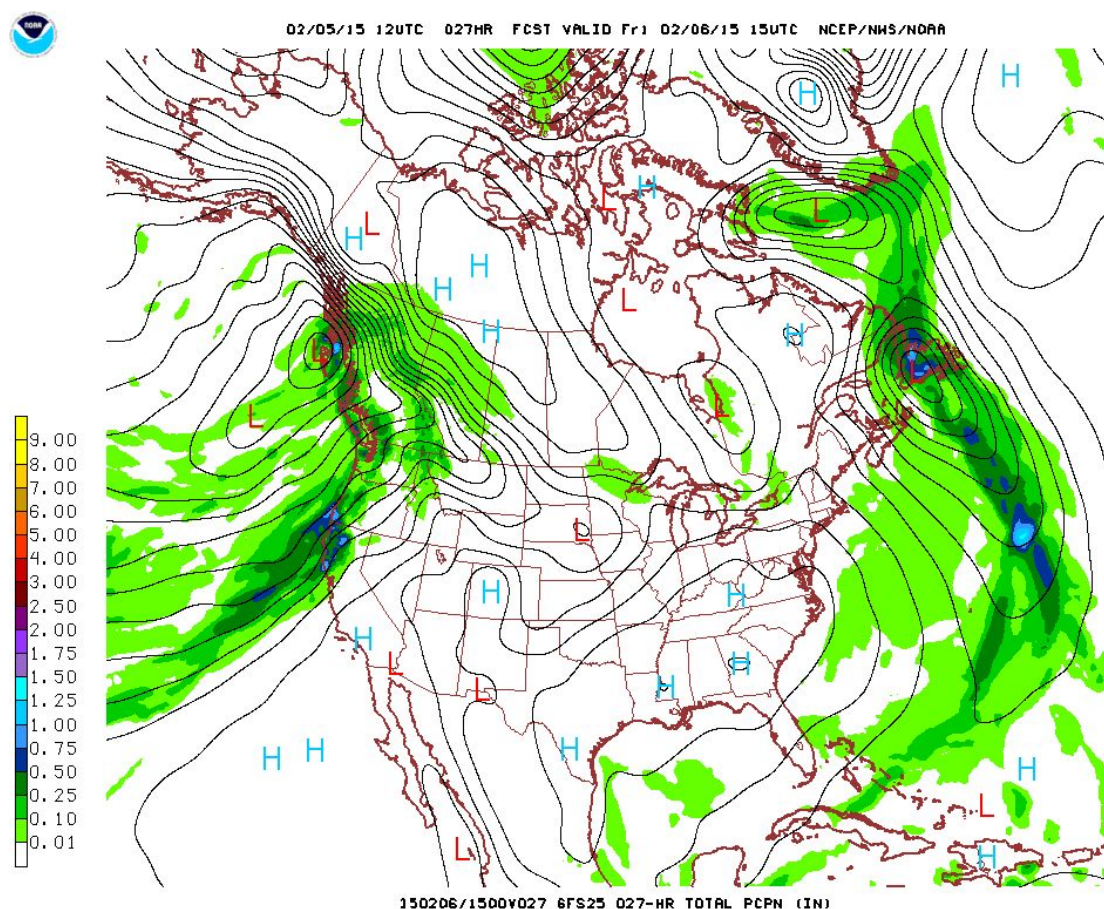 NOAA
02/05/15 12UTC 027HR FCST VALID Fri 02/06/15 15UTC NCEP/NWS/NOAA
H H
H L
L L
H L
H
H L
H H
L L
L
L
L
H H
H
L H
L H L
H
H H H
L
L
H
150206/1500V027 GFS25 027-HR TOTAL PCPN (IN)
9.00
8.00
7.00
6.00
5.00
4.00
3.00
2.50
2.00
1.75
1.50
1.25
1.00
0.75
0.50
0.25
0.10
0.01